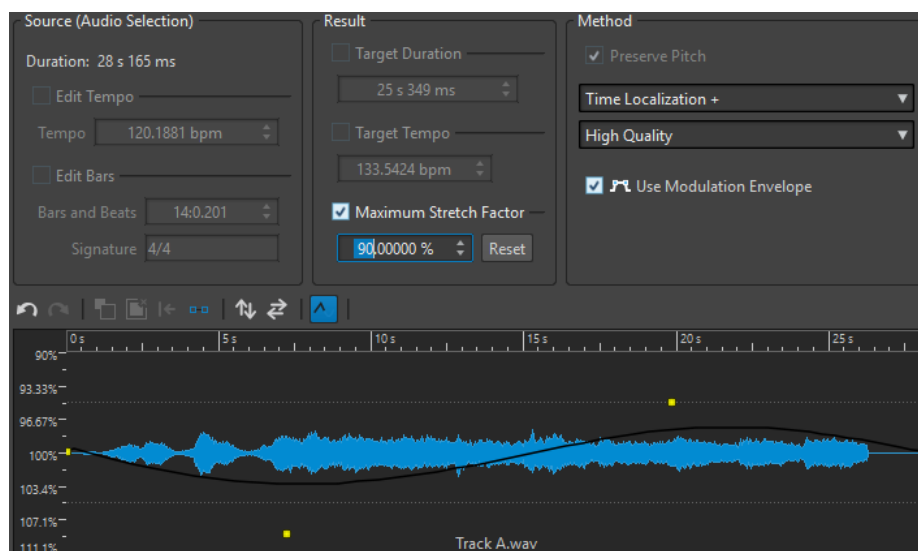 Source (Audio Selection)
Duration: 28 s 165 ms
Edit Tempo
Tempo 120.1881 bpm
Edit Bars
Bars and Beats 14:0.201
Signature 4/4
Result
Target Duration
25 s 349 ms
Target Tempo
133.5424 bpm
Maximum Stretch Factor
90.00000 % Reset
Method
Preserve Pitch
Time Localization +
High Quality
Use Modulation Envelope
0 s 5 s 10 s 15 s 20 s 25 s
90%
93.33%
96.67%
100%
103.4%
107.1%
111.1%
Track A.wav